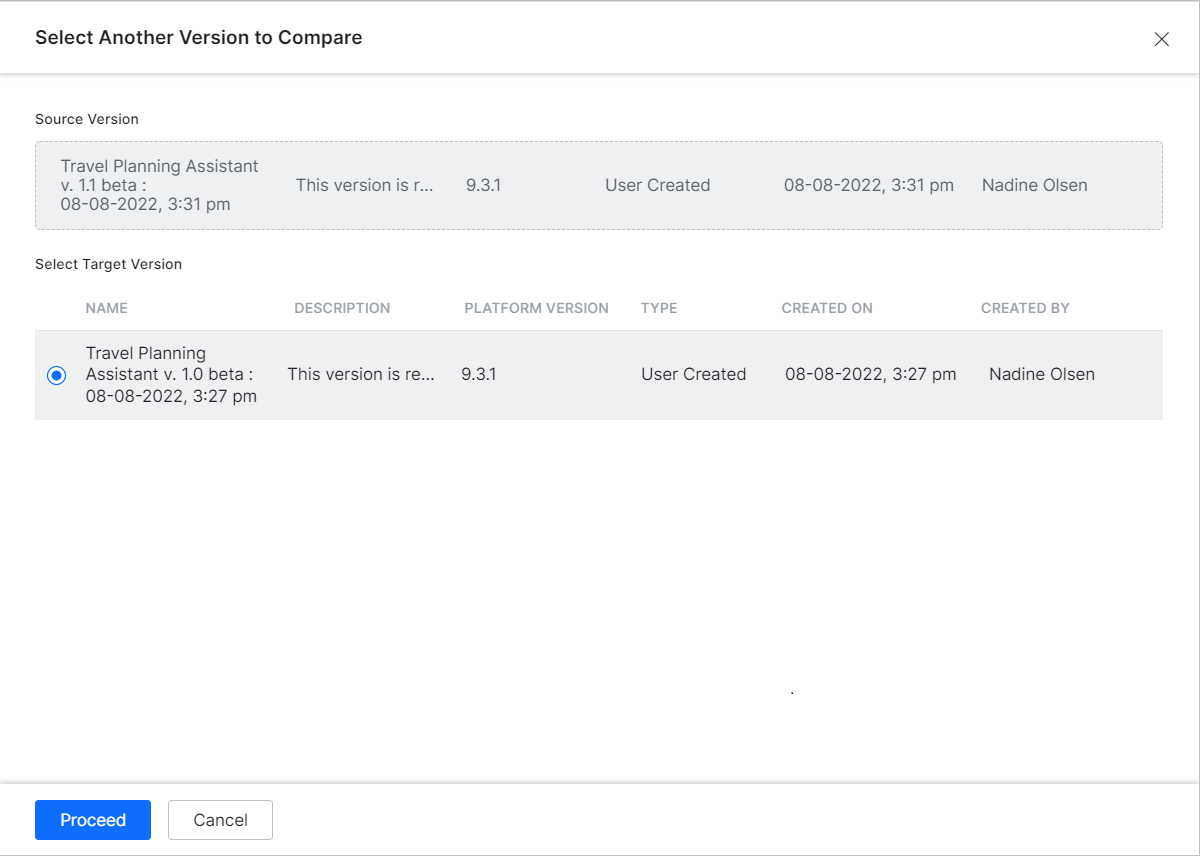 Select Another Version to Compare
Source Version
Travel Planning Assistant
v. 1.1 beta :
08-08-2022, 3:31 pm
This version is r...
9.3.1
User Created
08-08-2022, 3:31 pm
Nadine Olsen
Select Target Version
NAME DESCRIPTION PLATFORM VERSION TYPE CREATED ON CREATED BY
Travel Planning
Assistant v. 1.0 beta :
08-08-2022, 3:27 pm
This version is re...
9.3.1
User Created
08-08-2022, 3:27 pm
Nadine Olsen
Proceed Cancel